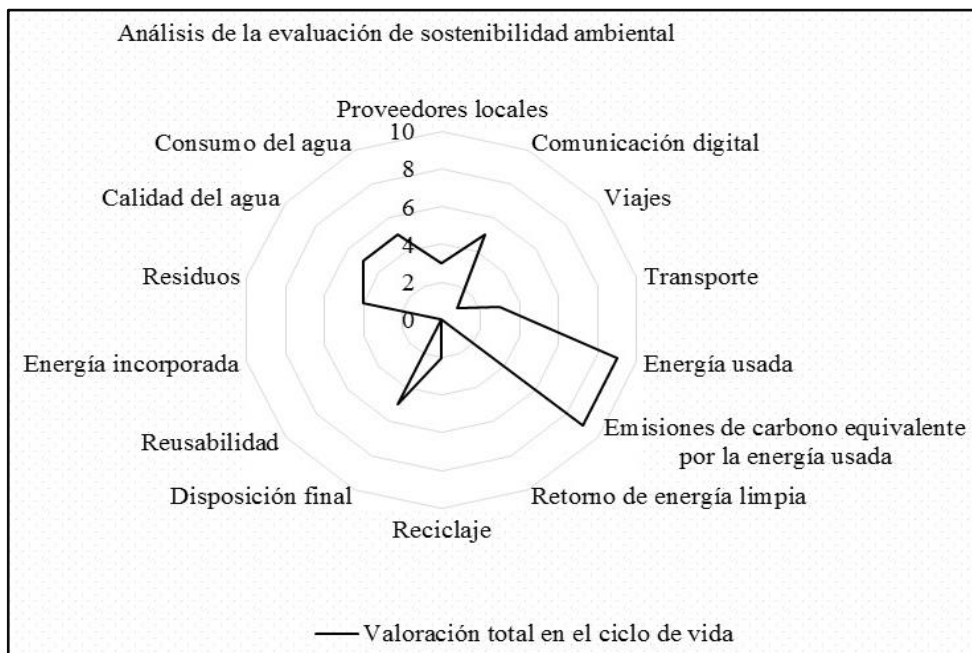 Análisis de la evaluación de sostenibilidad ambiental
Proveedores locales
Comunicación digital
Viajes
Transporte
Energía usada
Emisiones de carbono equivalente
por la energía usada
Retorno de energía limpia
Reciclaje
Disposición final
Reusabilidad
Energía incorporada
Residuos
Calidad del agua
Consumo del agua
10
8
6
4
2
0
Valoración total en el ciclo de vida